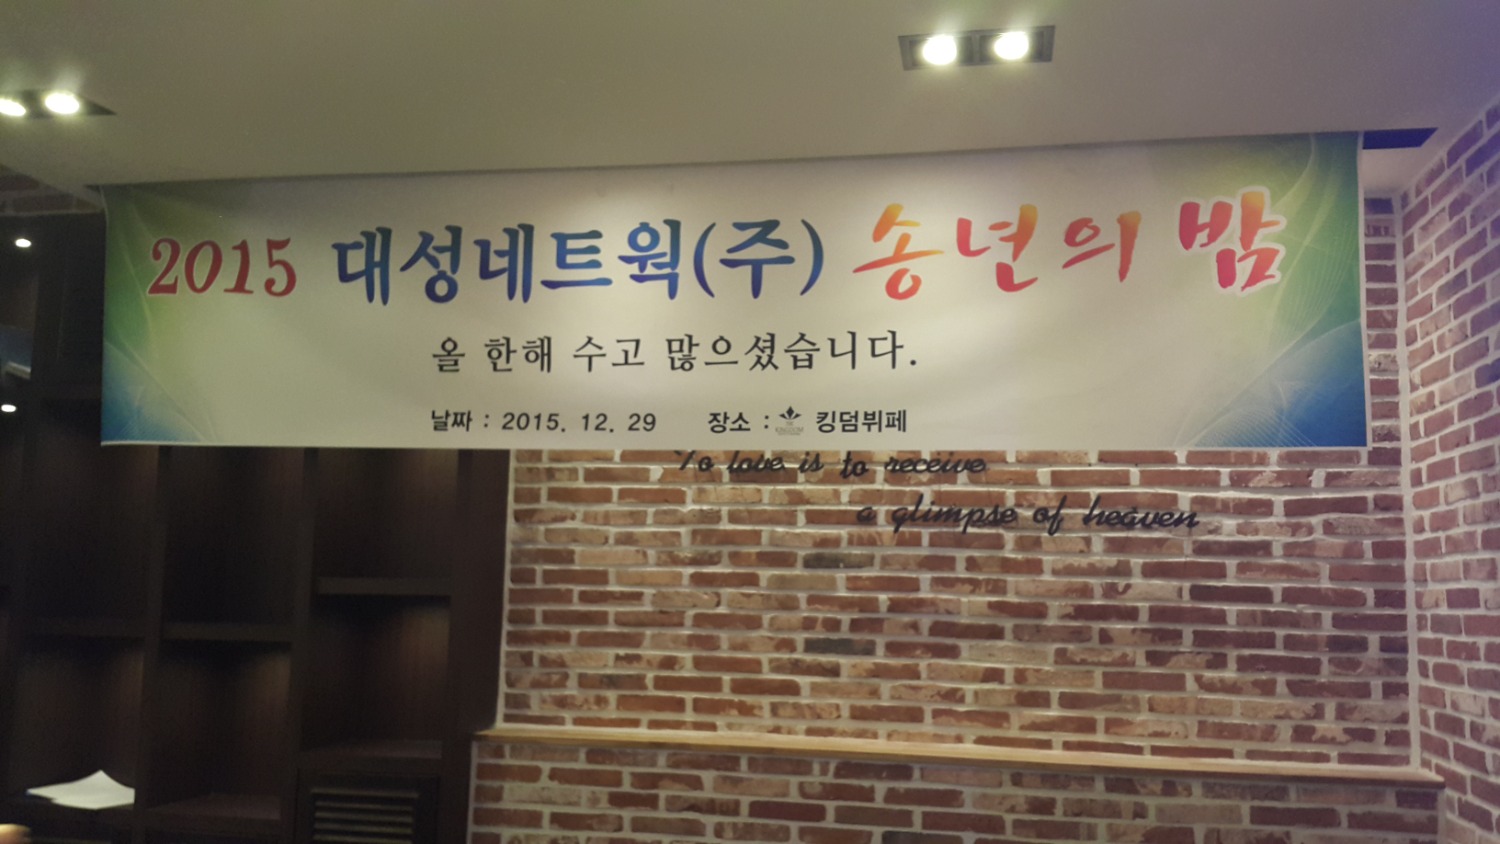 2015 대성네트웍(주) 송년의 밤
올 한해 수고 많으셨습니다.
날짜 : 2015. 12. 29 장소 : 킹덤뷔페
To love is to receive
a glimpse of heaven